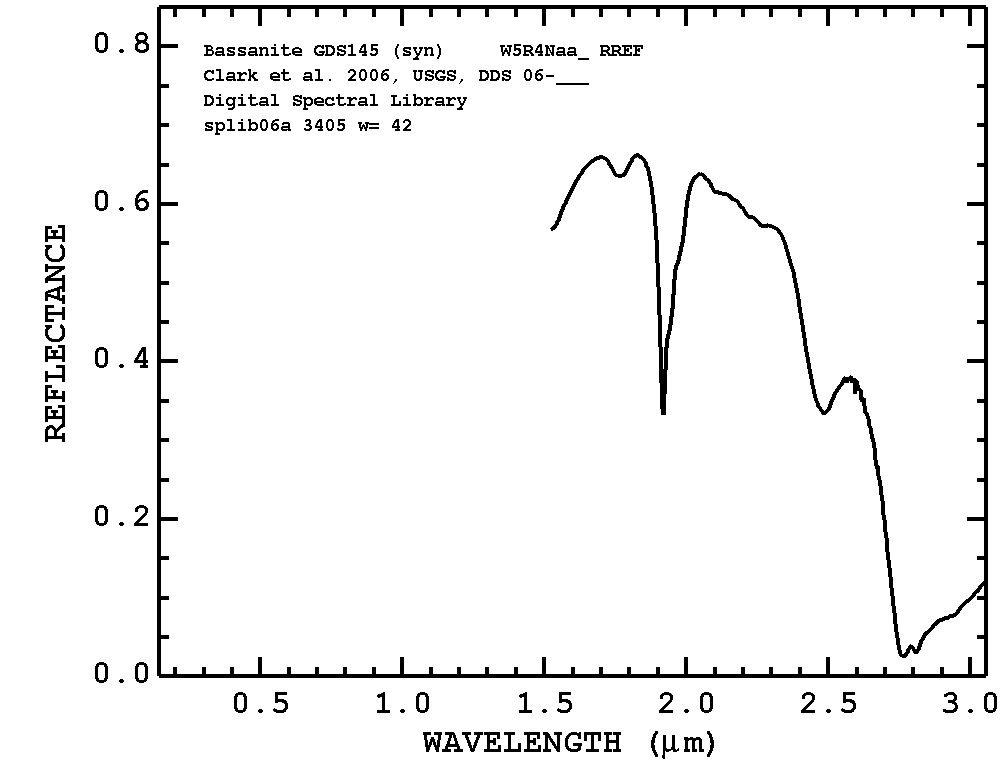 Bassanite GDS145 (syn) W5R4Naa_ RREF
Clark et al. 2006, USGS, DDS 06-___
Digital Spectral Library
splib06a 3405 w= 42
0.8
0.6
0.4
0.2
0.0
REFLECTANCE
0.5 1.0 1.5 2.0 2.5 3.0
WAVELENGTH (μm)